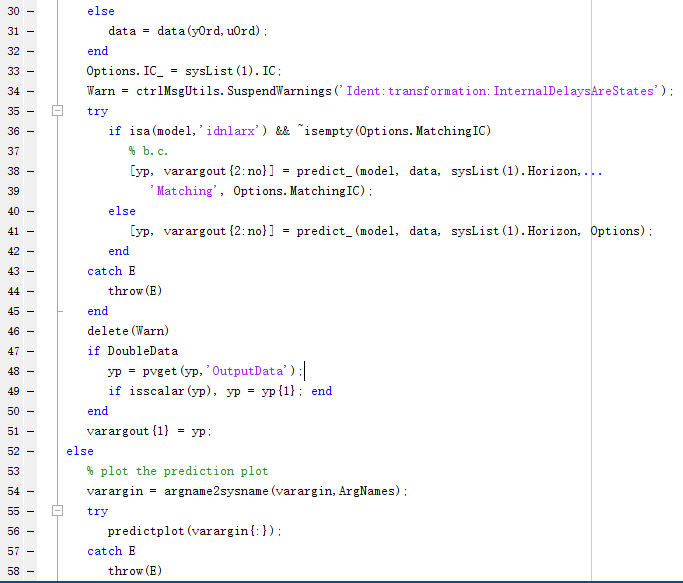 30 - else
31 - data = data(yOrd,uOrd);
32 - end
33 - Options.IC_ = sysList(1).IC;
34 - Warn = ctrlMsgUtils.SuspendWarnings('Ident:transformation:InternalDelaysAreStates');
35 - try
36 - if isa(model,'idnlarx') && ~isempty(Options.MatchingIC)
37 % b.c.
38 - [yp, varargout{2:no}] = predict_(model, data, sysList(1).Horizon,...
39 'Matching', Options.MatchingIC);
40 - else
41 - [yp, varargout{2:no}] = predict_(model, data, sysList(1).Horizon, Options);
42 - end
43 - catch E
44 - throw(E)
45 - end
46 - delete(Warn)
47 - if DoubleData
48 - yp = pvget(yp,'OutputData');
49 - if isscalar(yp), yp = yp{1}; end
50 - end
51 - varargout{1} = yp;
52 - else
53 % plot the prediction plot
54 - varargin = argname2sysname(varargin,ArgNames);
55 - try
56 - predictplot(varargin{:});
57 - catch E
58 - throw(E)